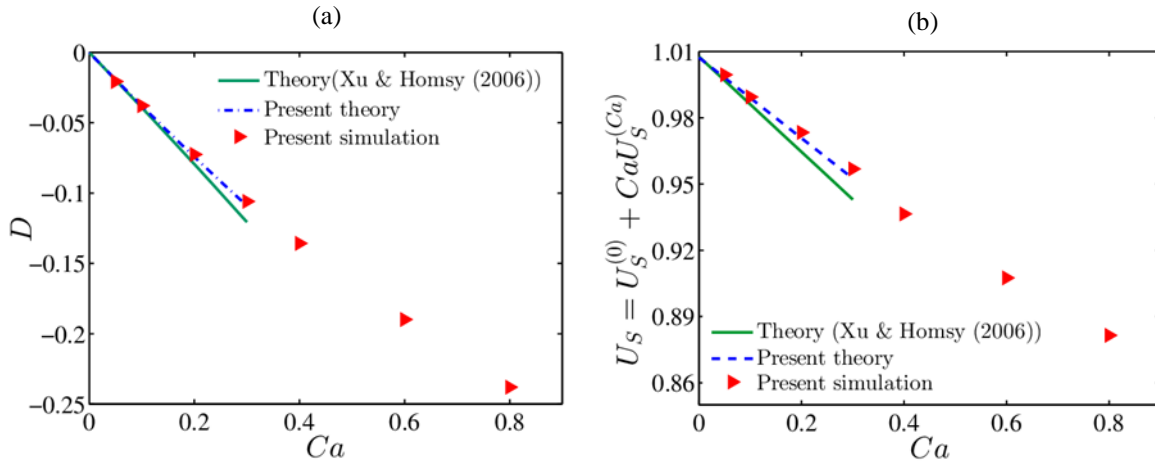 (a)
0
−0.05
−0.1
−0.15
−0.2
−0.25
D
0
0.2
0.4
0.6
0.8
Ca
Theory(Xu & Homsy (2006))
Present theory
Present simulation
(b)
1.01
0.98
0.95
0.92
0.89
0.86
U_S = U_S^{(0)} + CaU_S^{(Ca)}
0
0.2
0.4
0.6
0.8
Ca
Theory (Xu & Homsy (2006))
Present theory
Present simulation